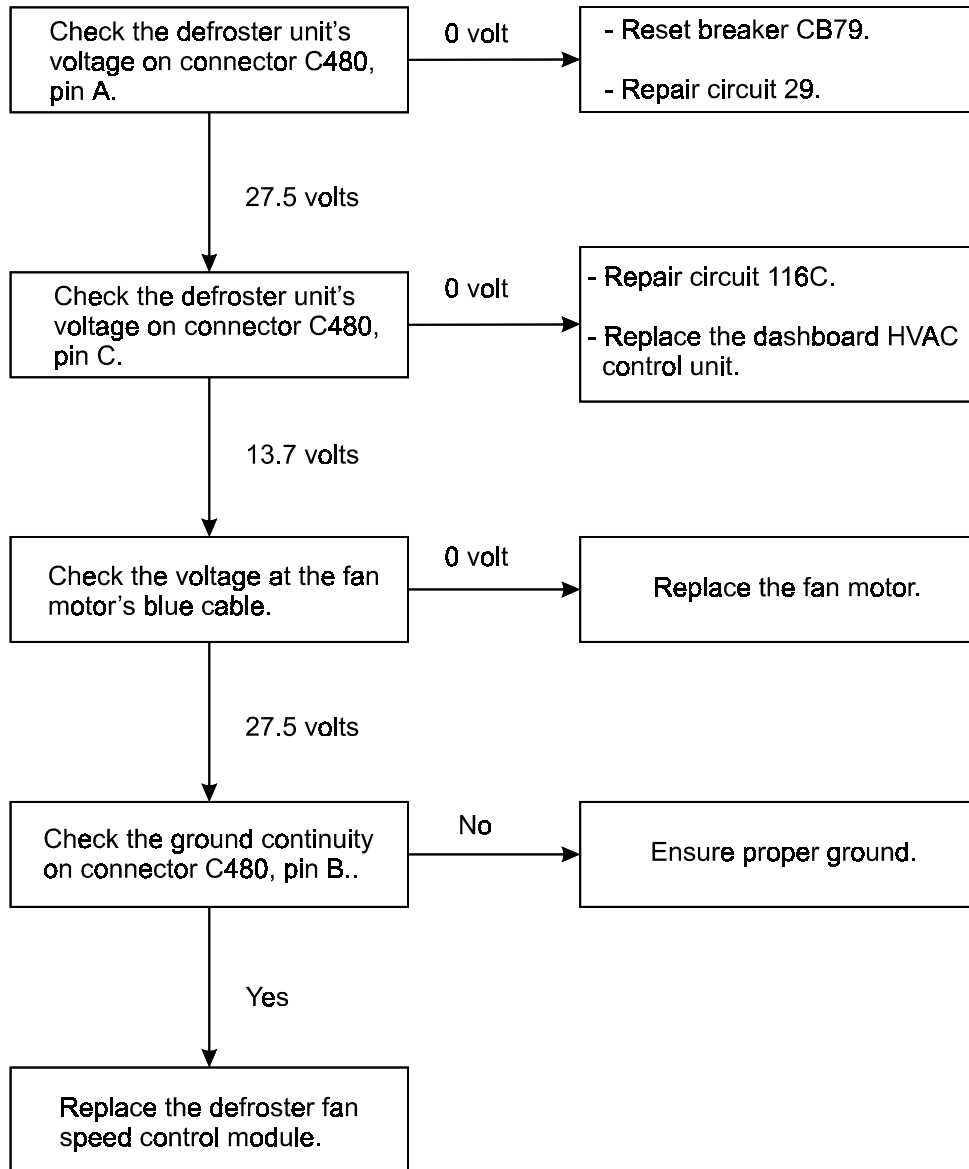 Check the defroster unit's
voltage on connector C480,
pin A.
0 volt
- Reset breaker CB79.
- Repair circuit 29.
27.5 volts
Check the defroster unit's
voltage on connector C480,
pin C.
0 volt
- Repair circuit 116C.
- Replace the dashboard HVAC
control unit.
13.7 volts
Check the voltage at the fan
motor's blue cable.
0 volt
Replace the fan motor.
27.5 volts
Check the ground continuity
on connector C480, pin B..
No
Ensure proper ground.
Yes
Replace the defroster fan
speed control module.